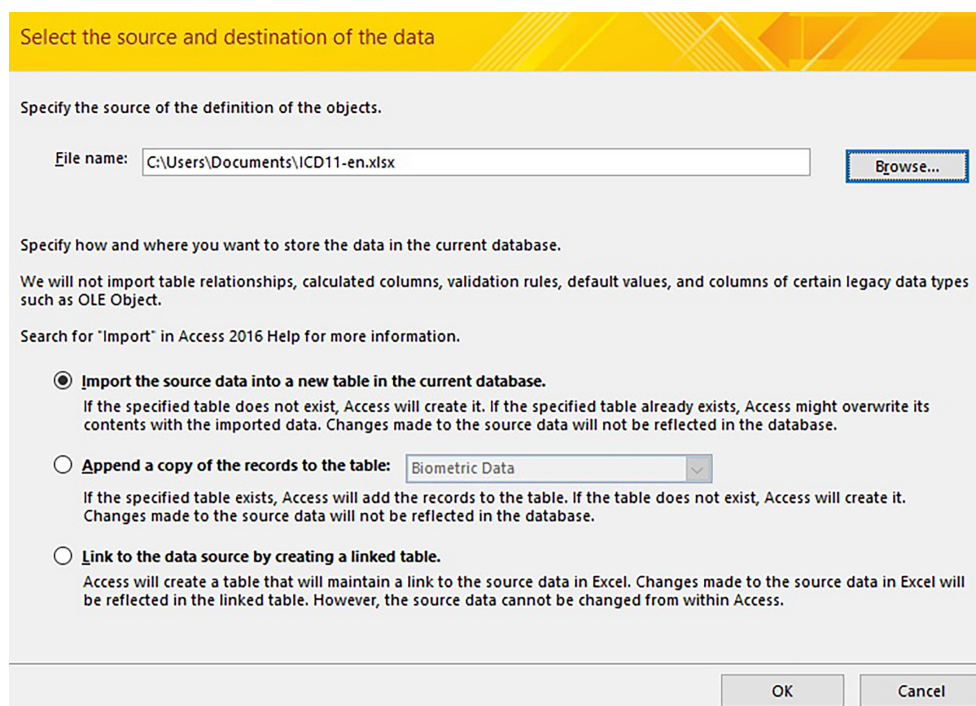 Select the source and destination of the data
Specify the source of the definition of the objects.
File name: C:\Users\Documents\ICD11-en.xlsx Browse...
Specify how and where you want to store the data in the current database.
We will not import table relationships, calculated columns, validation rules, default values, and columns of certain legacy data types
such as OLE Object.
Search for "Import" in Access 2016 Help for more information.
Import the source data into a new table in the current database.
If the specified table does not exist, Access will create it. If the specified table already exists, Access might overwrite its
contents with the imported data. Changes made to the source data will not be reflected in the database.
Append a copy of the records to the table: Biometric Data
If the specified table exists, Access will add the records to the table. If the table does not exist, Access will create it.
Changes made to the source data will not be reflected in the database.
Link to the data source by creating a linked table.
Access will create a table that will maintain a link to the source data in Excel. Changes made to the source data in Excel will
be reflected in the linked table. However, the source data cannot be changed from within Access.
OK Cancel